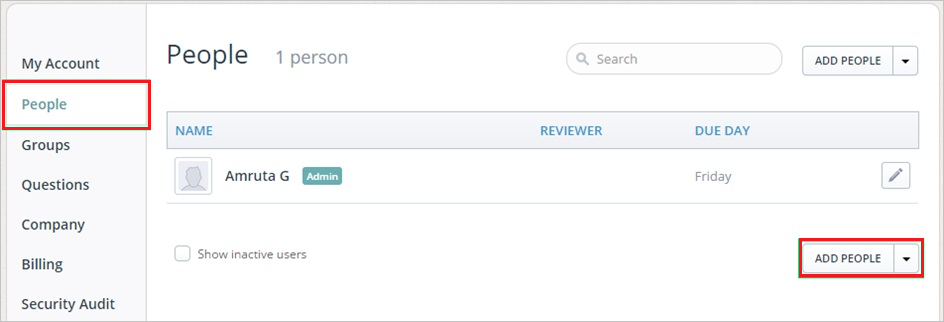 My Account
People
Groups
Questions
Company
Billing
Security Audit
People 1 person
Search
ADD PEOPLE
NAME REVIEWER DUE DAY
Amruta G Admin Friday
Show inactive users
ADD PEOPLE